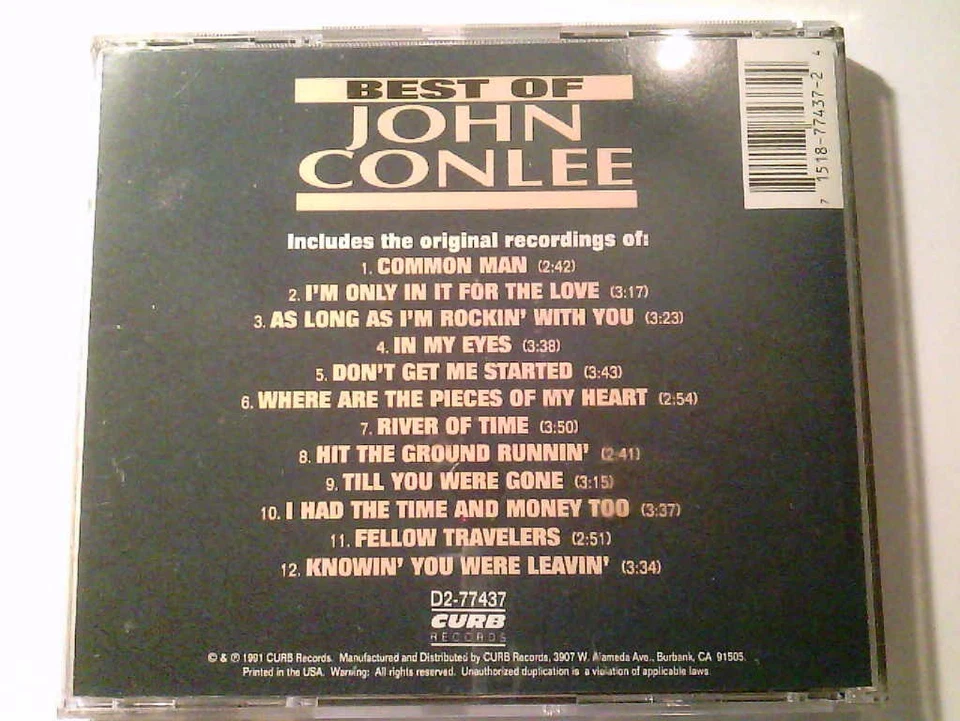 BEST OF
JOHN
CONLEE
Includes the original recordings of:
1. COMMON MAN (2:42)
2. I'M ONLY IN IT FOR THE LOVE (3:17)
3. AS LONG AS I'M ROCKIN' WITH YOU (3:23)
4. IN MY EYES (3:38)
5. DON'T GET ME STARTED (3:43)
6. WHERE ARE THE PIECES OF MY HEART (2:54)
7. RIVER OF TIME (3:50)
8. HIT THE GROUND RUNNIN' (2:41)
9. TILL YOU WERE GONE (3:15)
10. I HAD THE TIME AND MONEY TOO (3:37)
11. FELLOW TRAVELERS (2:51)
12. KNOWIN' YOU WERE LEAVIN' (3:34)
D2-77437
CURB
RECORDS
© & ℗ 1991 CURB Records. Manufactured and Distributed by CURB Records, 3907 W. Alameda Ave., Burbank, CA 91505.
Printed in the USA. Warning: All rights reserved. Unauthorized duplication is a violation of applicable laws.
7 1518-77437-2 4